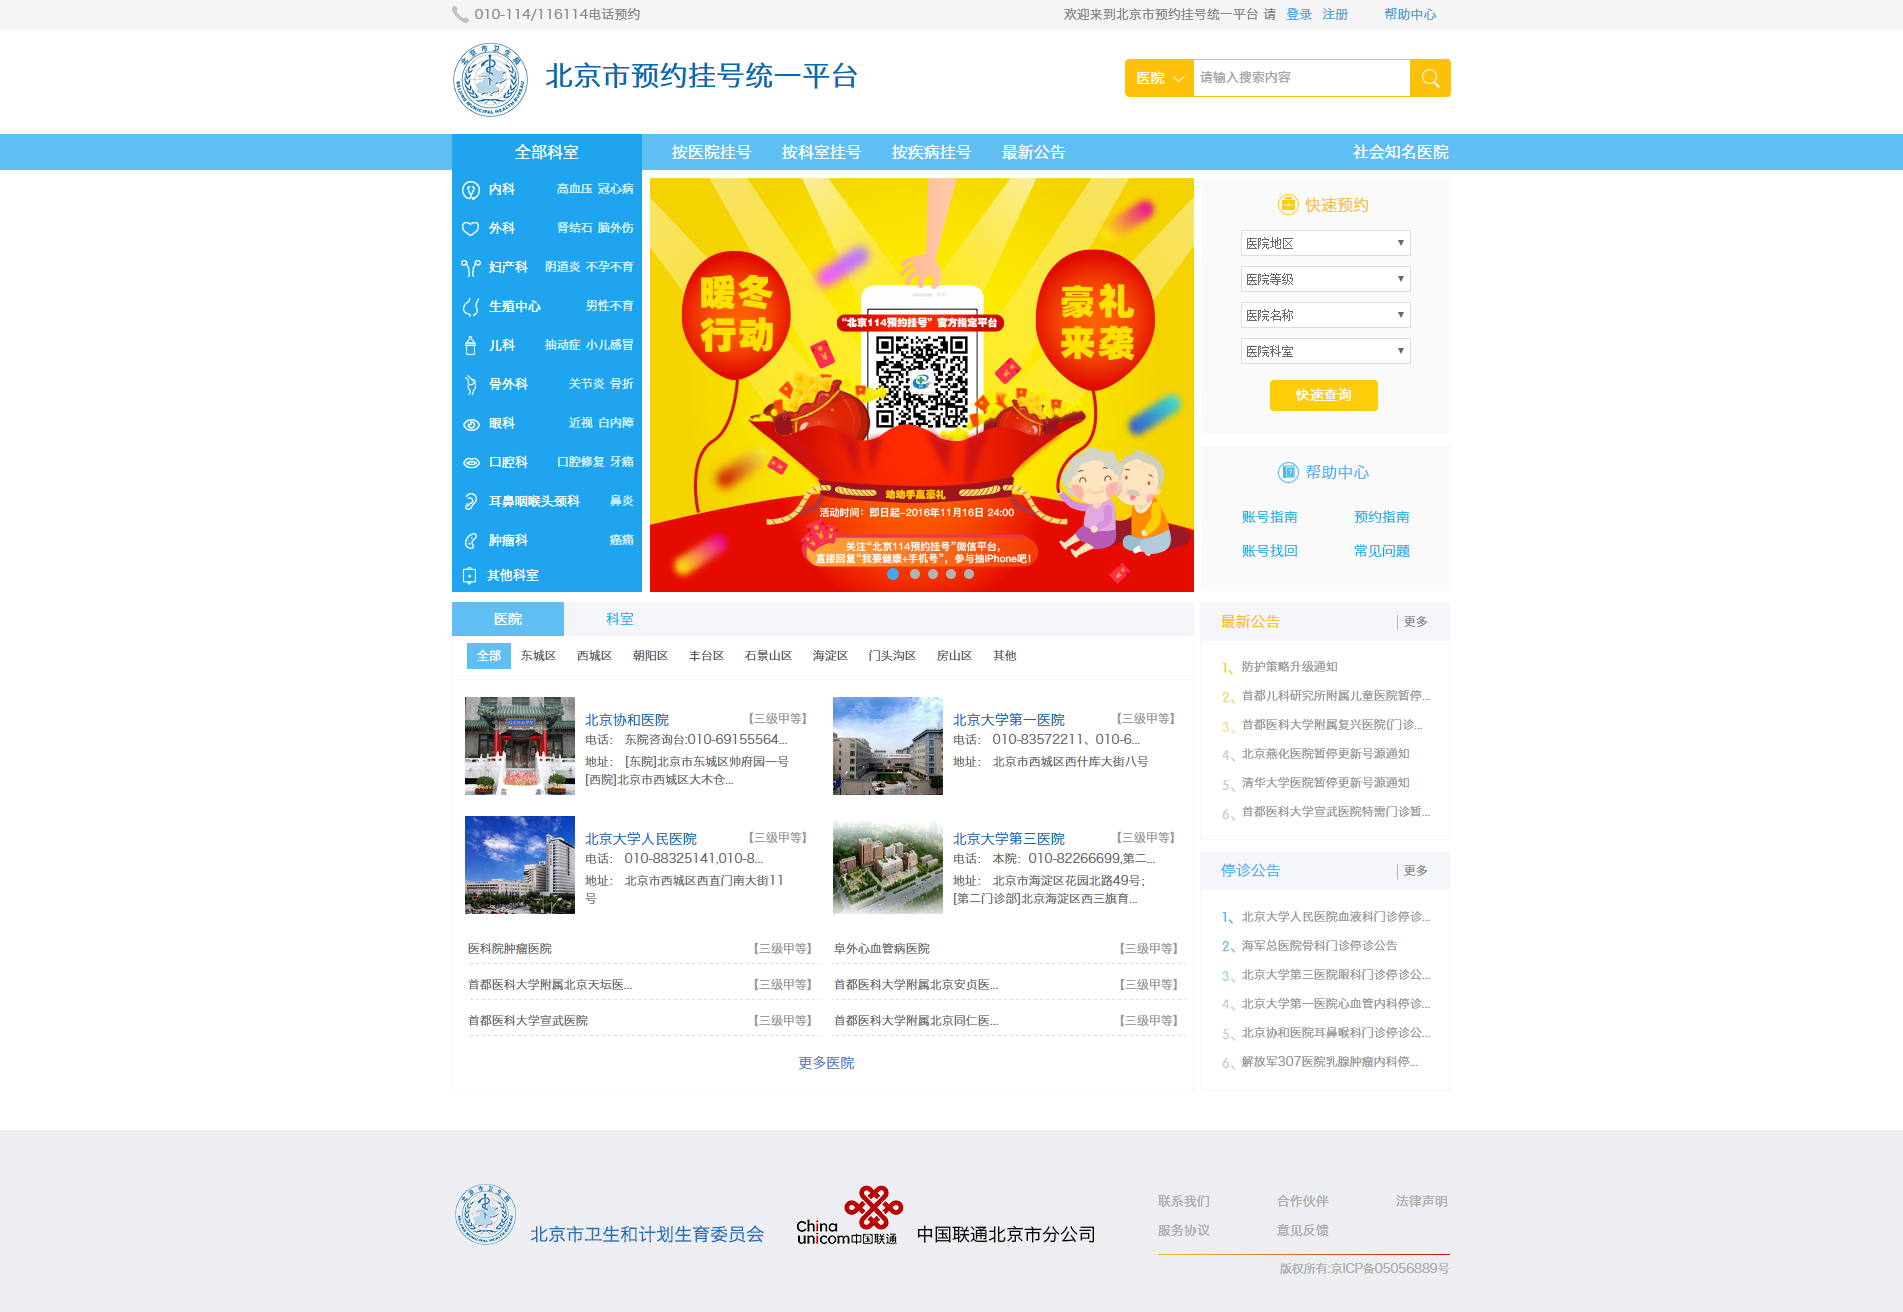 010-114/116114电话预约
欢迎来到北京市预约挂号统一平台 请 登录 注册 帮助中心
北京市预约挂号统一平台
医院 请输入搜索内容
全部科室 按医院挂号 按科室挂号 按疾病挂号 最新公告 社会知名医院
内科 高血压 冠心病
外科 肾结石 脑外伤
妇产科 阴道炎 不孕不育
生殖中心 男性不育
儿科 抽动症 小儿感冒
骨外科 关节炎 骨折
眼科 近视 白内障
口腔科 口腔修复 牙痛
耳鼻咽喉头颈科 鼻炎
肿瘤科 癌痛
其他科室
暖冬
行动
豪礼
来袭
“北京114预约挂号”官方指定平台
动动手赢豪礼
活动时间：即日起-2016年11月16日 24:00
关注“北京114预约挂号”微信平台，
直接回复“我要健康+手机号”，参与抽iPhone吧！
快速预约
医院地区
医院等级
医院名称
医院科室
快速查询
帮助中心
账号指南 预约指南
账号找回 常见问题
医院 科室
全部 东城区 西城区 朝阳区 丰台区 石景山区 海淀区 门头沟区 房山区 其他
北京协和医院 【三级甲等】
电话： 东院咨询台:010-69155564...
地址： [东院]北京市东城区帅府园一号
[西院]北京市西城区大木仓...
北京大学第一医院 【三级甲等】
电话： 010-83572211、010-6...
地址： 北京市西城区西什库大街八号
北京大学人民医院 【三级甲等】
电话： 010-88325141,010-8...
地址： 北京市西城区西直门南大街11
号
北京大学第三医院 【三级甲等】
电话： 本院：010-82266699,第二...
地址： 北京市海淀区花园北路49号；
[第二门诊部]北京海淀区西三旗育...
医科院肿瘤医院 【三级甲等】
阜外心血管病医院 【三级甲等】
首都医科大学附属北京天坛医... 【三级甲等】
首都医科大学附属北京安贞医... 【三级甲等】
首都医科大学宣武医院 【三级甲等】
首都医科大学附属北京同仁医... 【三级甲等】
更多医院
最新公告 更多
1、防护策略升级通知
2、首都儿科研究所附属儿童医院暂停...
3、首都医科大学附属复兴医院(门诊...
4、北京燕化医院暂停更新号源通知
5、清华大学医院暂停更新号源通知
6、首都医科大学宣武医院特需门诊暂...
停诊公告 更多
1、北京大学人民医院血液科门诊停诊...
2、海军总医院骨科门诊停诊公告
3、北京大学第三医院眼科门诊停诊公...
4、北京大学第一医院心血管内科停诊...
5、北京协和医院耳鼻喉科门诊停诊公...
6、解放军307医院乳腺肿瘤内科停...
北京市卫生和计划生育委员会
China
unicom中国联通
中国联通北京市分公司
联系我们 合作伙伴 法律声明
服务协议 意见反馈
版权所有:京ICP备05056889号